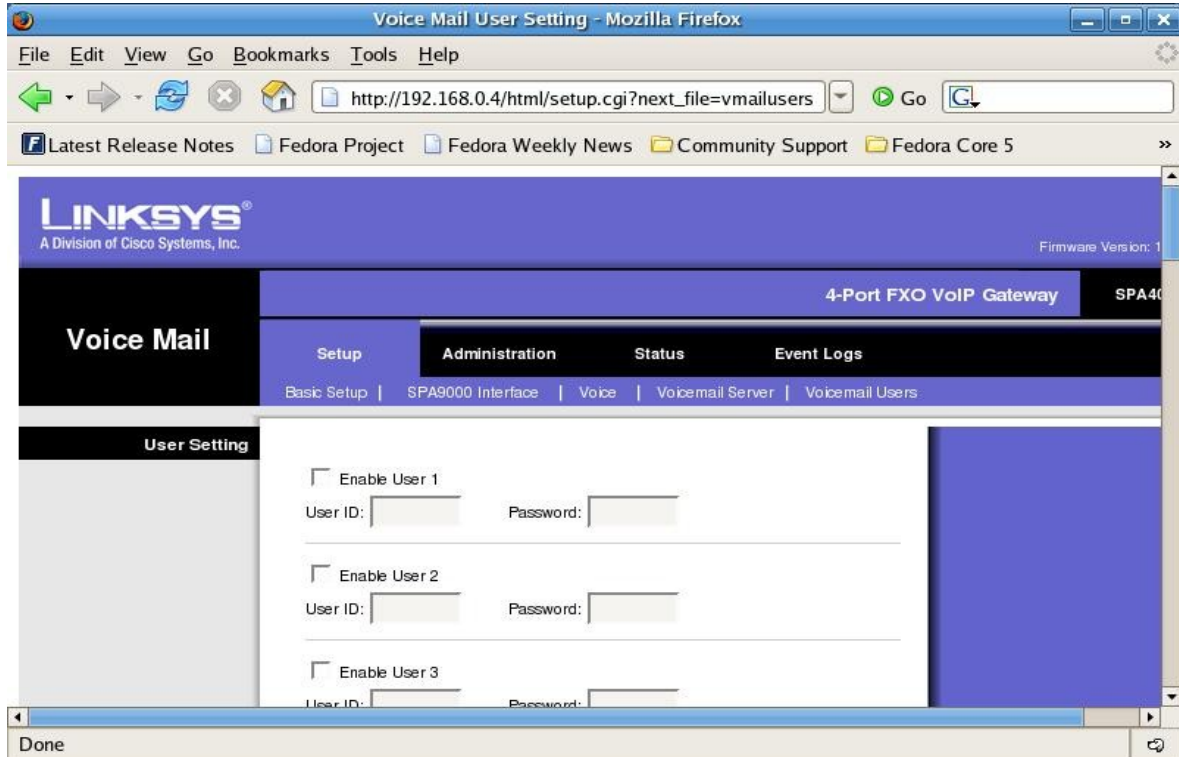 Voice Mail User Setting - Mozilla Firefox
File Edit View Go Bookmarks Tools Help
http://192.168.0.4/html/setup.cgi?next_file=vmailusers Go G
Latest Release Notes Fedora Project Fedora Weekly News Community Support Fedora Core 5 »
LINKSYS®
A Division of Cisco Systems, Inc.
Firmware Version: 1
4-Port FXO VoIP Gateway SPA40
Voice Mail
Setup Administration Status Event Logs
Basic Setup | SPA9000 Interface | Voice | Voicemail Server | Voicemail Users
User Setting
Enable User 1
User ID: Password:
Enable User 2
User ID: Password:
Enable User 3
User ID: Password:
Done